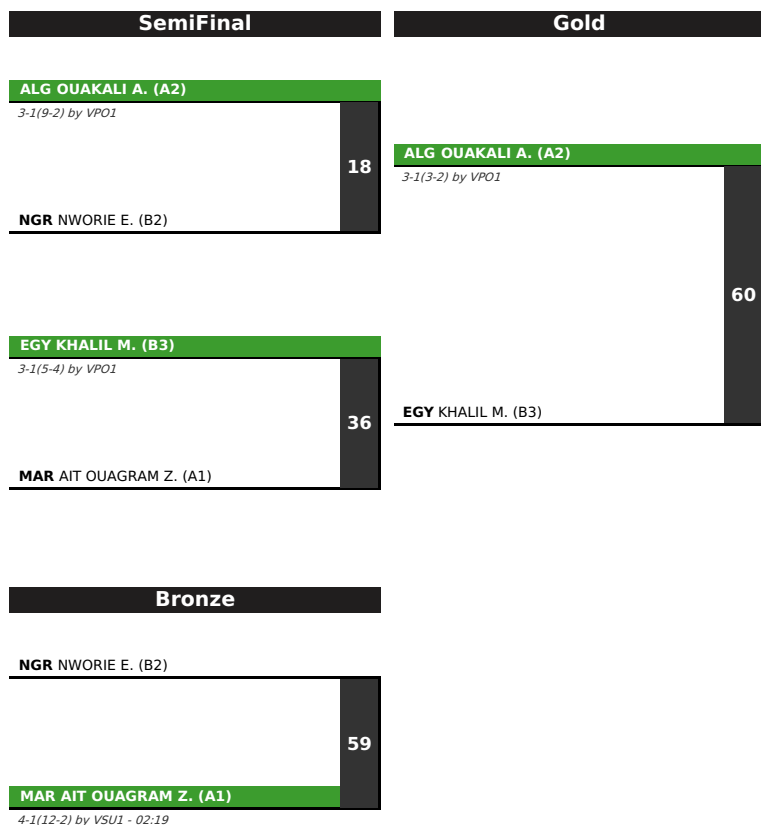 SemiFinal
ALG OUAKALI A. (A2)
3-1(9-2) by VPO1
18
NGR NWORIE E. (B2)
EGY KHALIL M. (B3)
3-1(5-4) by VPO1
36
MAR AIT OUAGRAM Z. (A1)
Gold
ALG OUAKALI A. (A2)
3-1(3-2) by VPO1
60
EGY KHALIL M. (B3)
Bronze
NGR NWORIE E. (B2)
59
MAR AIT OUAGRAM Z. (A1)
4-1(12-2) by VSU1 - 02:19